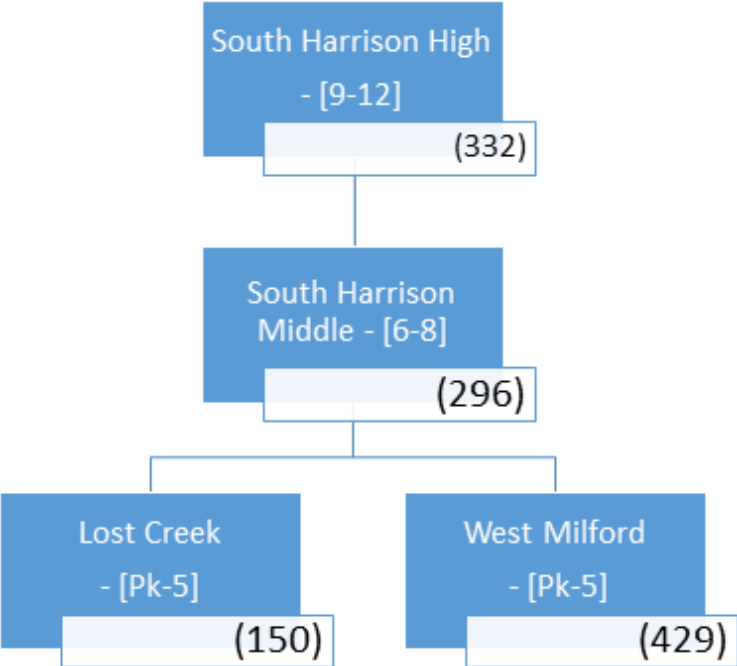 South Harrison High
- [9-12]
(332)
South Harrison
Middle - [6-8]
(296)
Lost Creek
- [Pk-5]
(150)
West Milford
- [Pk-5]
(429)